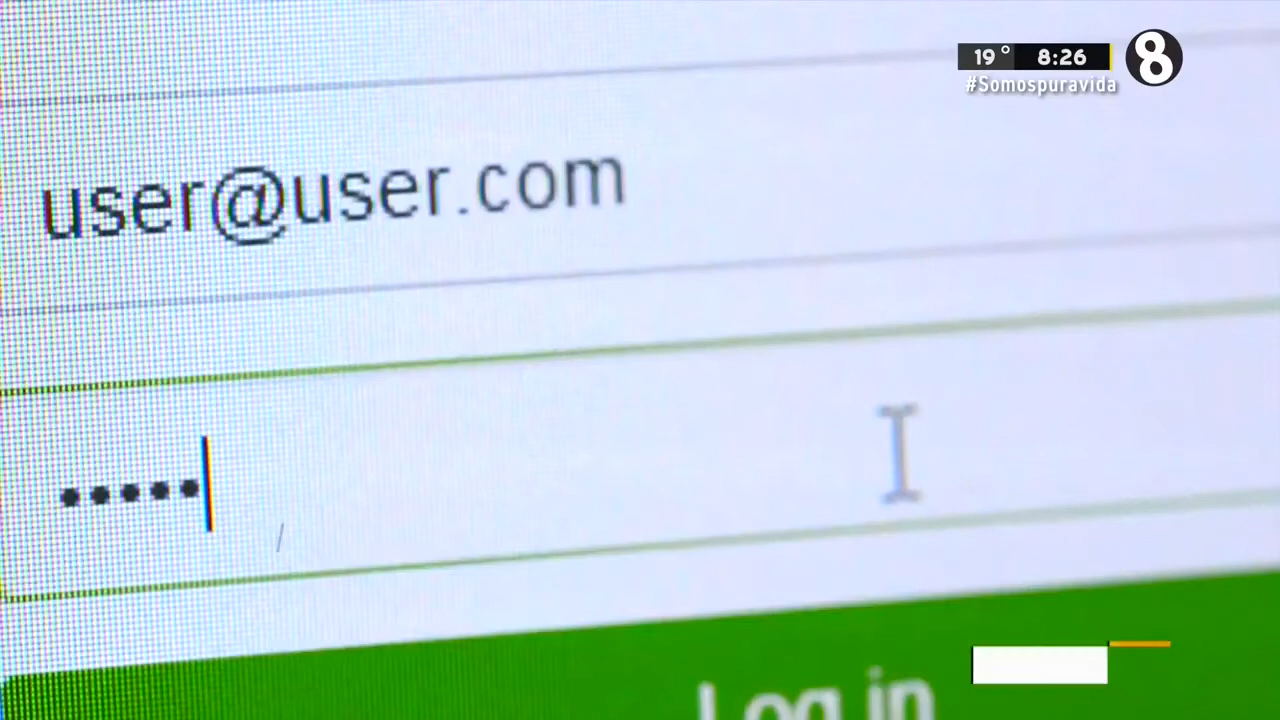 19° 8:26
8
#Somospuravida
user@user.com
•••••
Log in